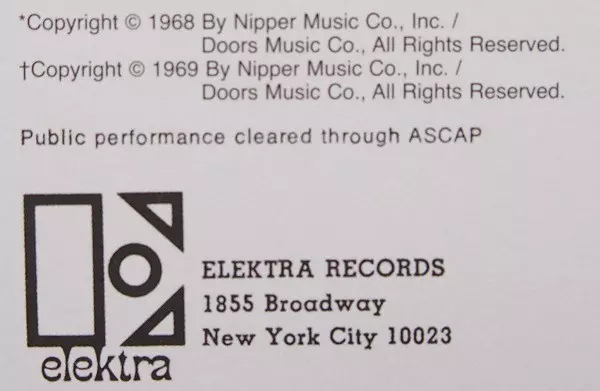 *Copyright © 1968 By Nipper Music Co., Inc. /
Doors Music Co., All Rights Reserved.
†Copyright © 1969 By Nipper Music Co., Inc. /
Doors Music Co., All Rights Reserved.
Public performance cleared through ASCAP
elektra
ELEKTRA RECORDS
1855 Broadway
New York City 10023